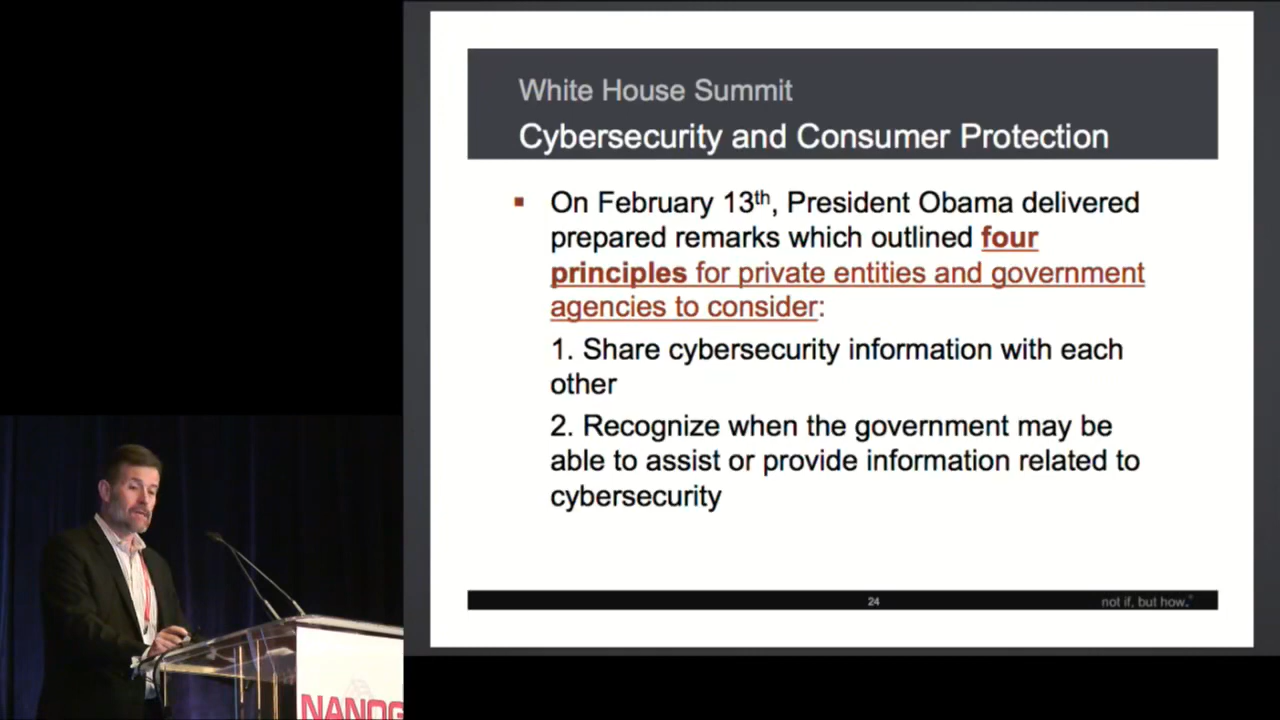 White House Summit
Cybersecurity and Consumer Protection
▪ On February 13th, President Obama delivered
prepared remarks which outlined four
principles for private entities and government
agencies to consider:
1. Share cybersecurity information with each
other
2. Recognize when the government may be
able to assist or provide information related to
cybersecurity
24
not if, but how.
NANOG